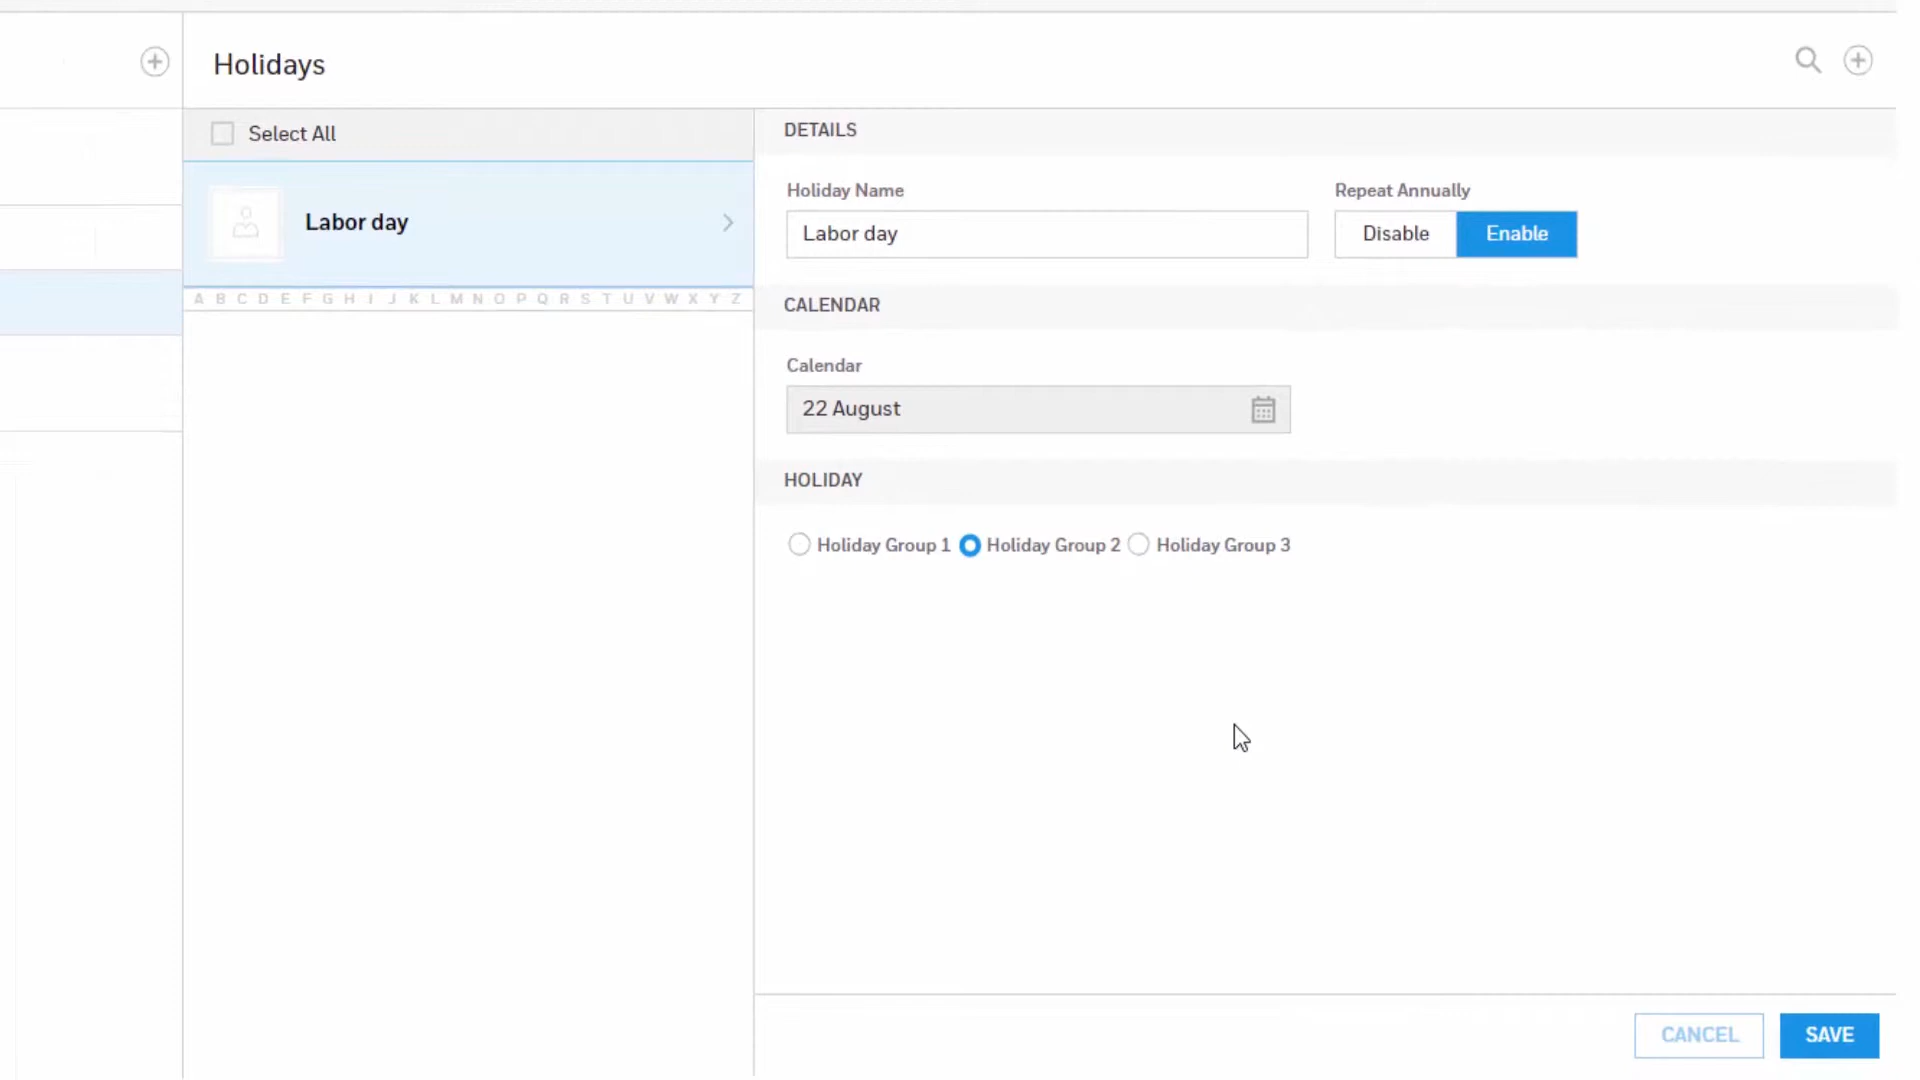 Holidays
Select All
Labor day
A B C D E F G H I J K L M N O P Q R S T U V W X Y Z
DETAILS
Holiday Name
Repeat Annually
Labor day
Disable
Enable
CALENDAR
Calendar
22 August
HOLIDAY
Holiday Group 1
Holiday Group 2
Holiday Group 3
CANCEL
SAVE